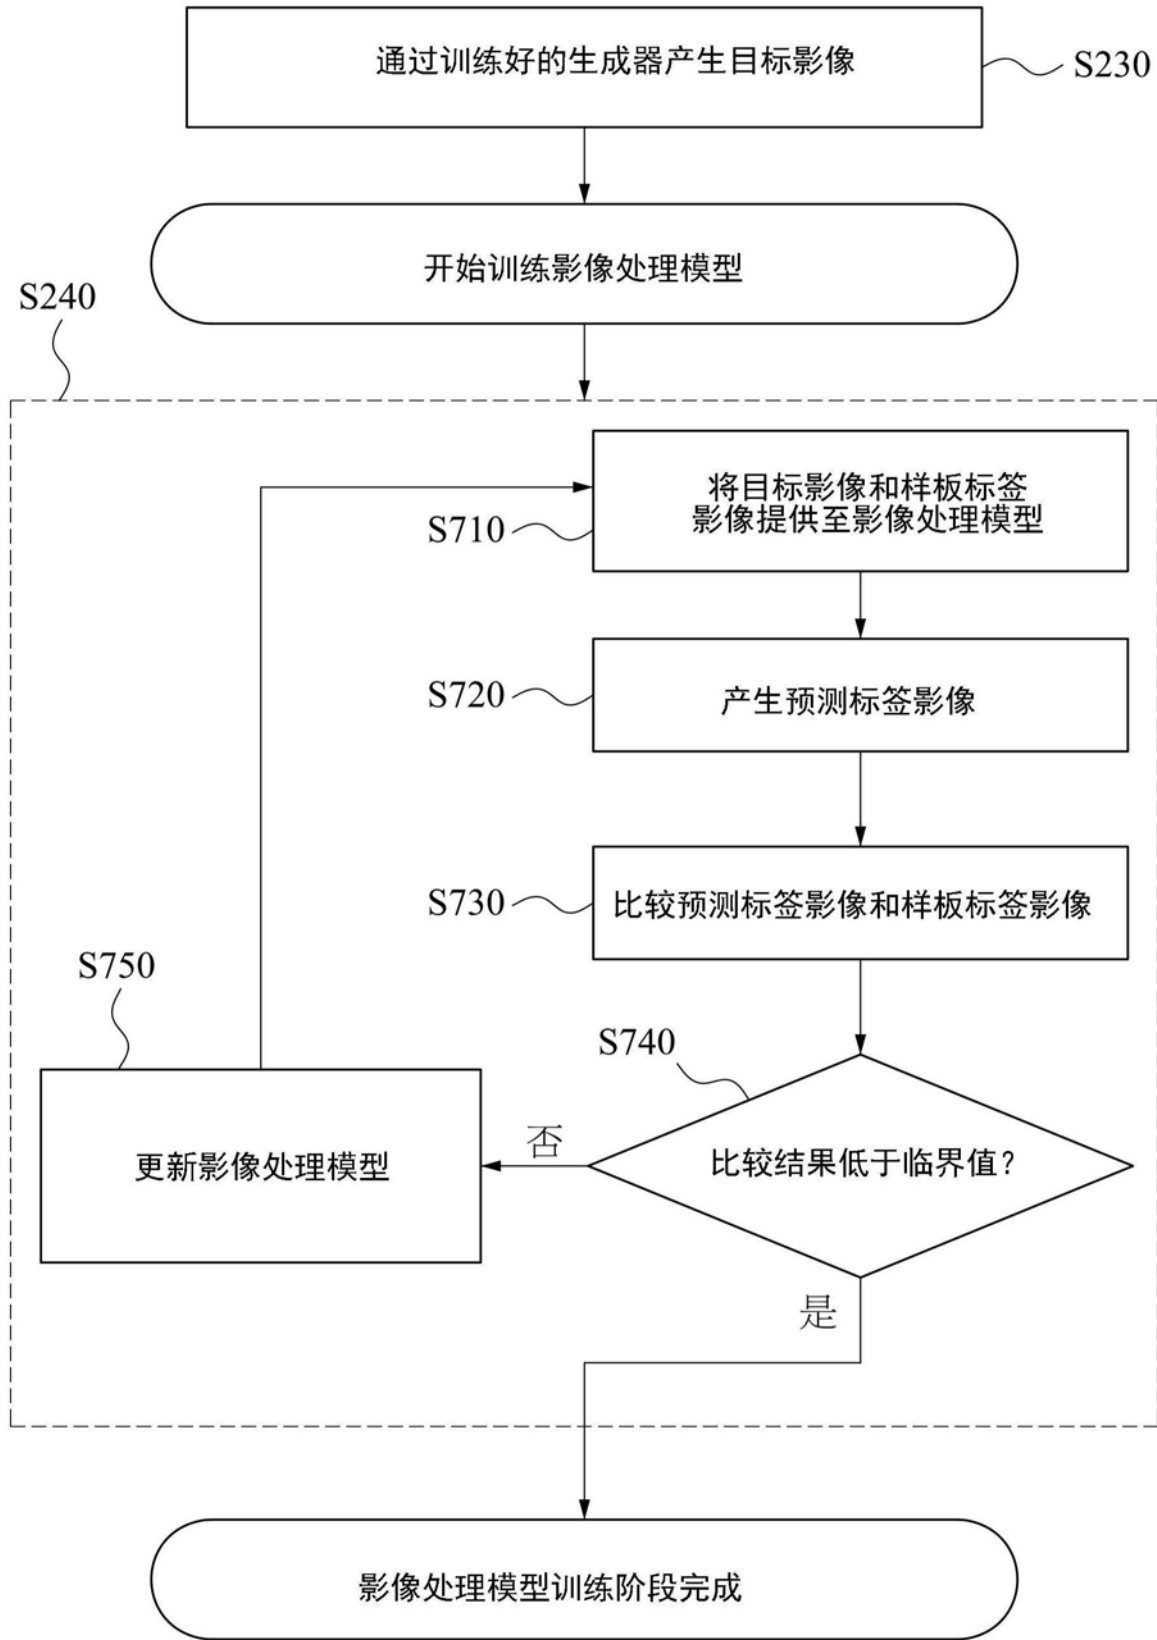 通过训练好的生成器产生目标影像
S230
开始训练影像处理模型
S240
将目标影像和样板标签
影像提供至影像处理模型
S710
S720
产生预测标签影像
S730
比较预测标签影像和样板标签影像
S750
S740
更新影像处理模型
否
比较结果低于临界值？
是
影像处理模型训练阶段完成